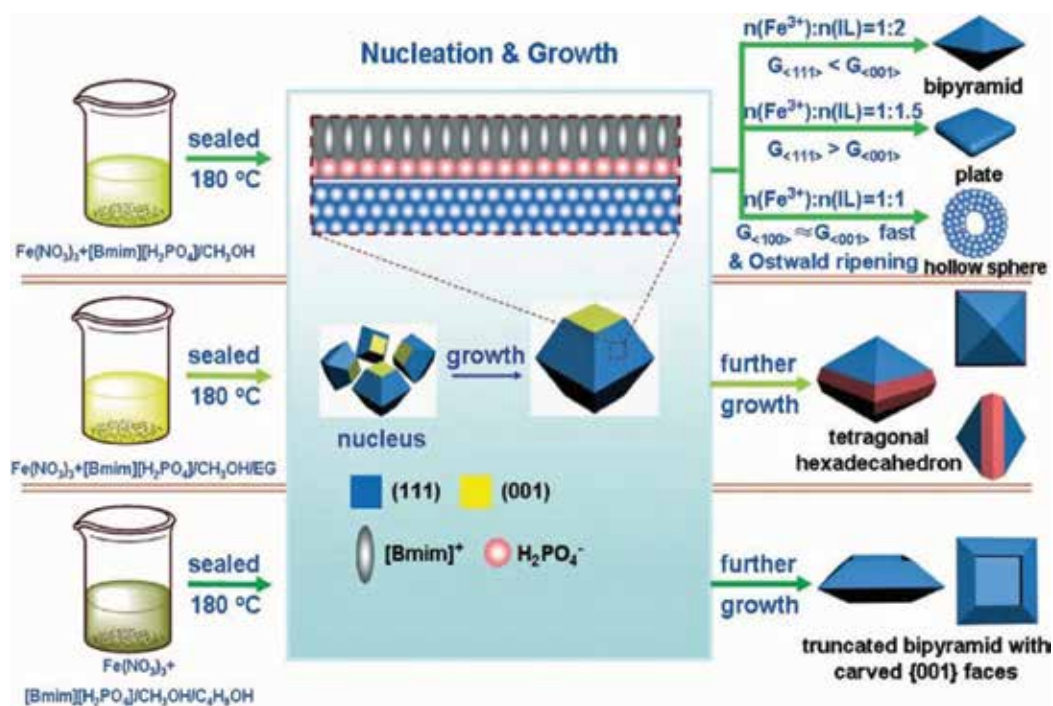 Nucleation & Growth
sealed
180 °C
Fe(NO₃)₃+[Bmim][H₂PO₄]/CH₃OH
n(Fe³⁺):n(IL)=1:2
G<111> < G<001>
bipyramid
n(Fe³⁺):n(IL)=1:1.5
G<111> > G<001>
plate
n(Fe³⁺):n(IL)=1:1
G<100> ≈G<001> fast
& Ostwald ripening
hollow sphere
sealed
180 °C
Fe(NO₃)₃+[Bmim][H₂PO₄]/CH₃OH/EG
growth
nucleus
further
growth
tetragonal
hexadecahedron
(111)
(001)
[Bmim]⁺
H₂PO₄⁻
sealed
180 °C
Fe(NO₃)₃+
[Bmim][H₂PO₄]/CH₃OH/C₄H₉OH
further
growth
truncated bipyramid with
carved {001} faces